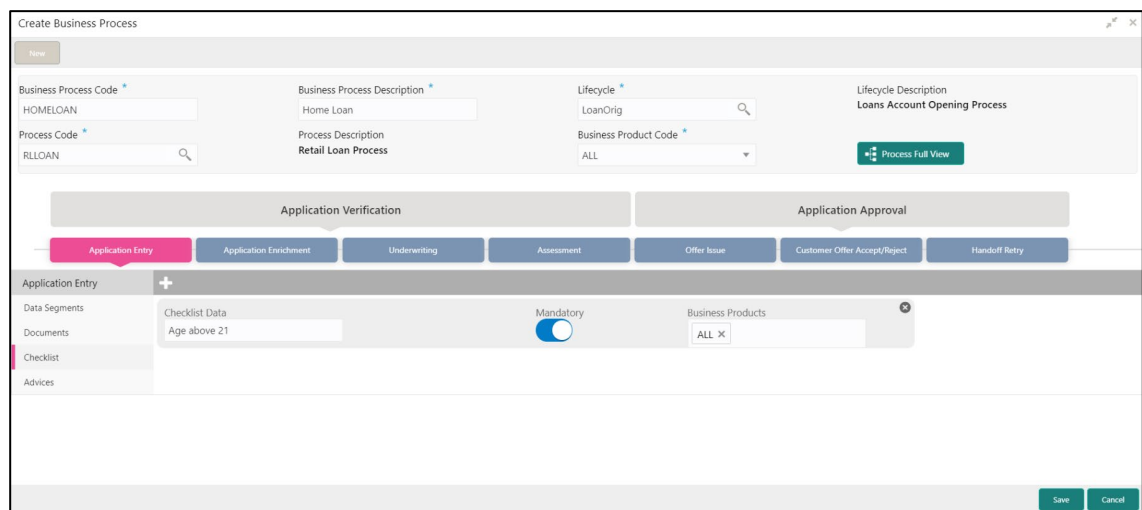 Create Business Process
New
Business Process Code *
Business Process Description *
Lifecycle *
Lifecycle Description
HOMELOAN
Home Loan
LoanOrig
Loans Account Opening Process
Process Code *
Process Description
Business Product Code *
RLLOAN
Retail Loan Process
ALL
Process Full View
Application Verification
Application Approval
Application Entry
Application Enrichment
Underwriting
Assessment
Offer Issue
Customer Offer Accept/Reject
Handoff Retry
Application Entry
Data Segments
Documents
Checklist
Advices
Checklist Data
Mandatory
Business Products
Age above 21
ALL ×
Save
Cancel